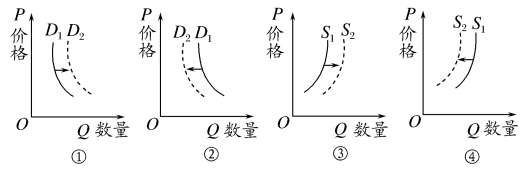 P 价格 D₁ D₂ O Q 数量 ①
P 价格 D₂ D₁ O Q 数量 ②
P 价格 S₁ S₂ O Q 数量 ③
P 价格 S₂ S₁ O Q 数量 ④